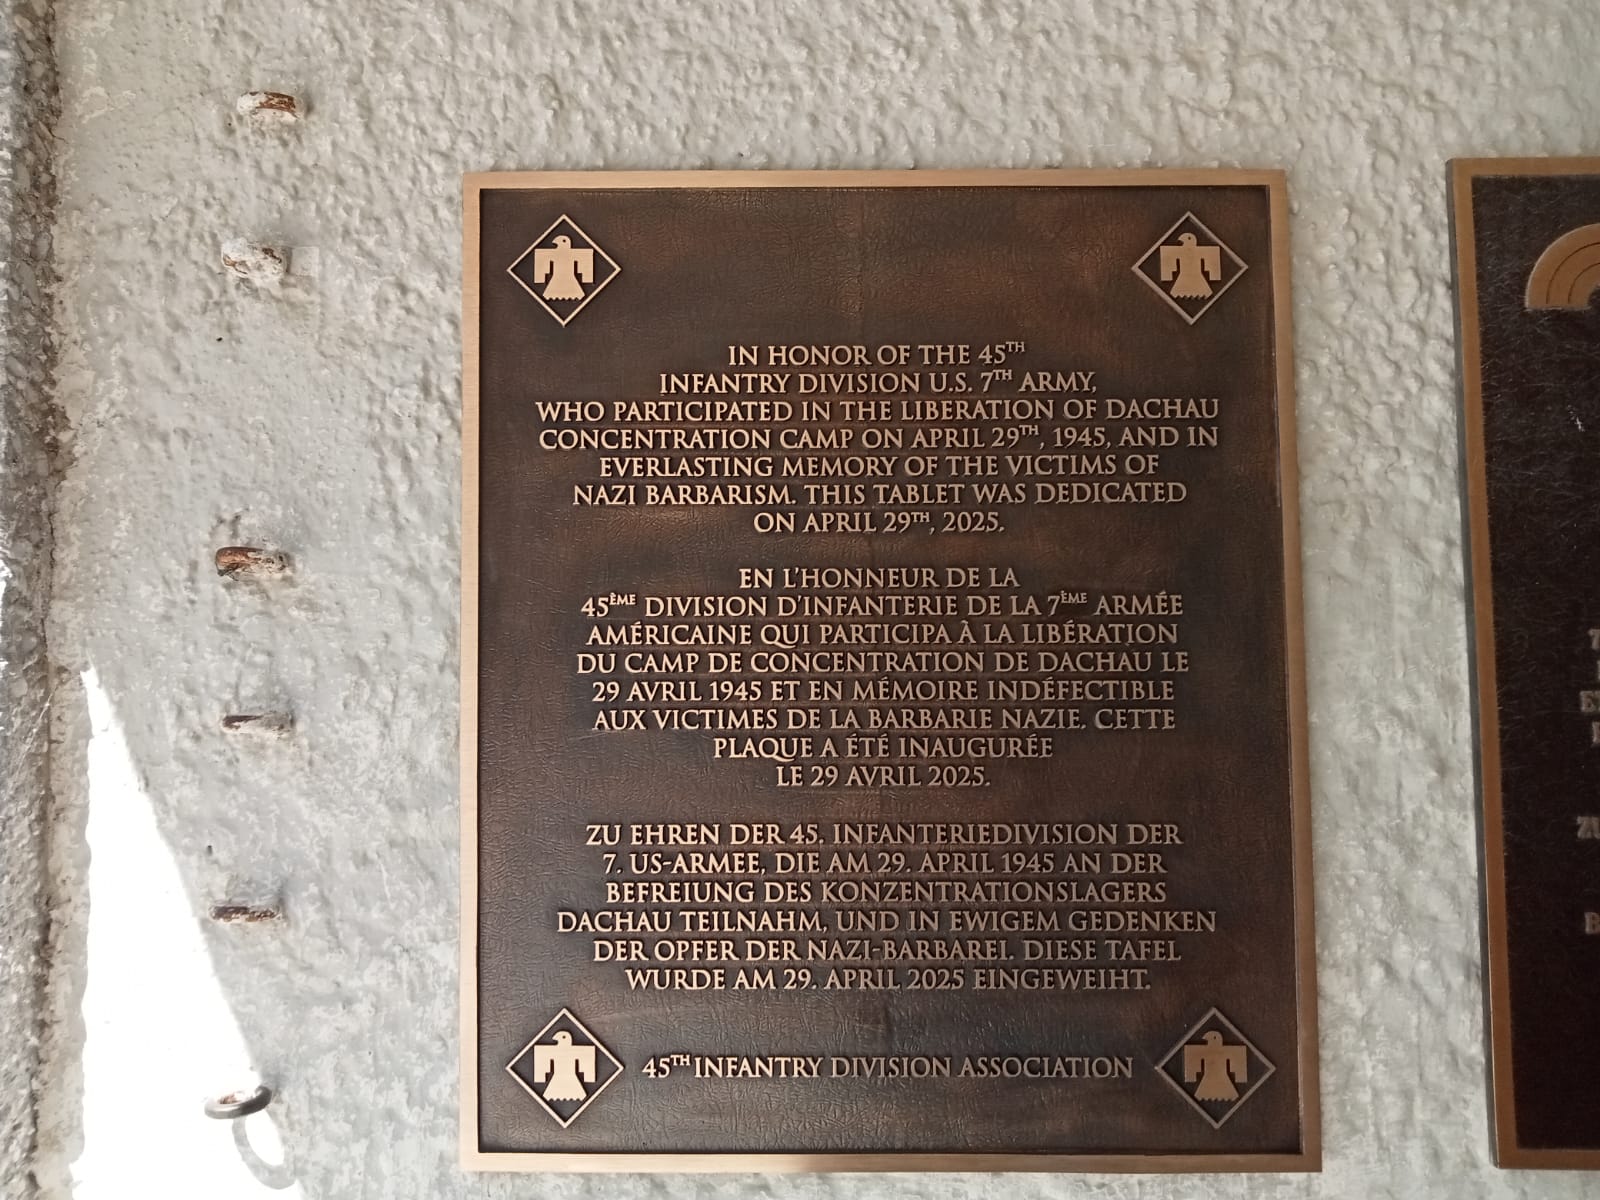 IN HONOR OF THE 45TH
INFANTRY DIVISION U.S. 7TH ARMY,
WHO PARTICIPATED IN THE LIBERATION OF DACHAU
CONCENTRATION CAMP ON APRIL 29TH, 1945, AND IN
EVERLASTING MEMORY OF THE VICTIMS OF
NAZI BARBARISM. THIS TABLET WAS DEDICATED
ON APRIL 29TH, 2025.
EN L'HONNEUR DE LA
45ÈME DIVISION D'INFANTERIE DE LA 7ÈME ARMÉE
AMÉRICAINE QUI PARTICIPA À LA LIBÉRATION
DU CAMP DE CONCENTRATION DE DACHAU LE
29 AVRIL 1945 ET EN MÉMOIRE INDÉFECTIBLE
AUX VICTIMES DE LA BARBARIE NAZIE. CETTE
PLAQUE A ÉTÉ INAUGURÉE
LE 29 AVRIL 2025.
ZU EHREN DER 45. INFANTERIEDIVISION DER
7. US-ARMEE, DIE AM 29. APRIL 1945 AN DER
BEFREIUNG DES KONZENTRATIONSLAGERS
DACHAU TEILNAHM, UND IN EWIGEM GEDENKEN
DER OPFER DER NAZI-BARBAREI. DIESE TAFEL
WURDE AM 29. APRIL 2025 EINGEWEIHT.
45TH INFANTRY DIVISION ASSOCIATION